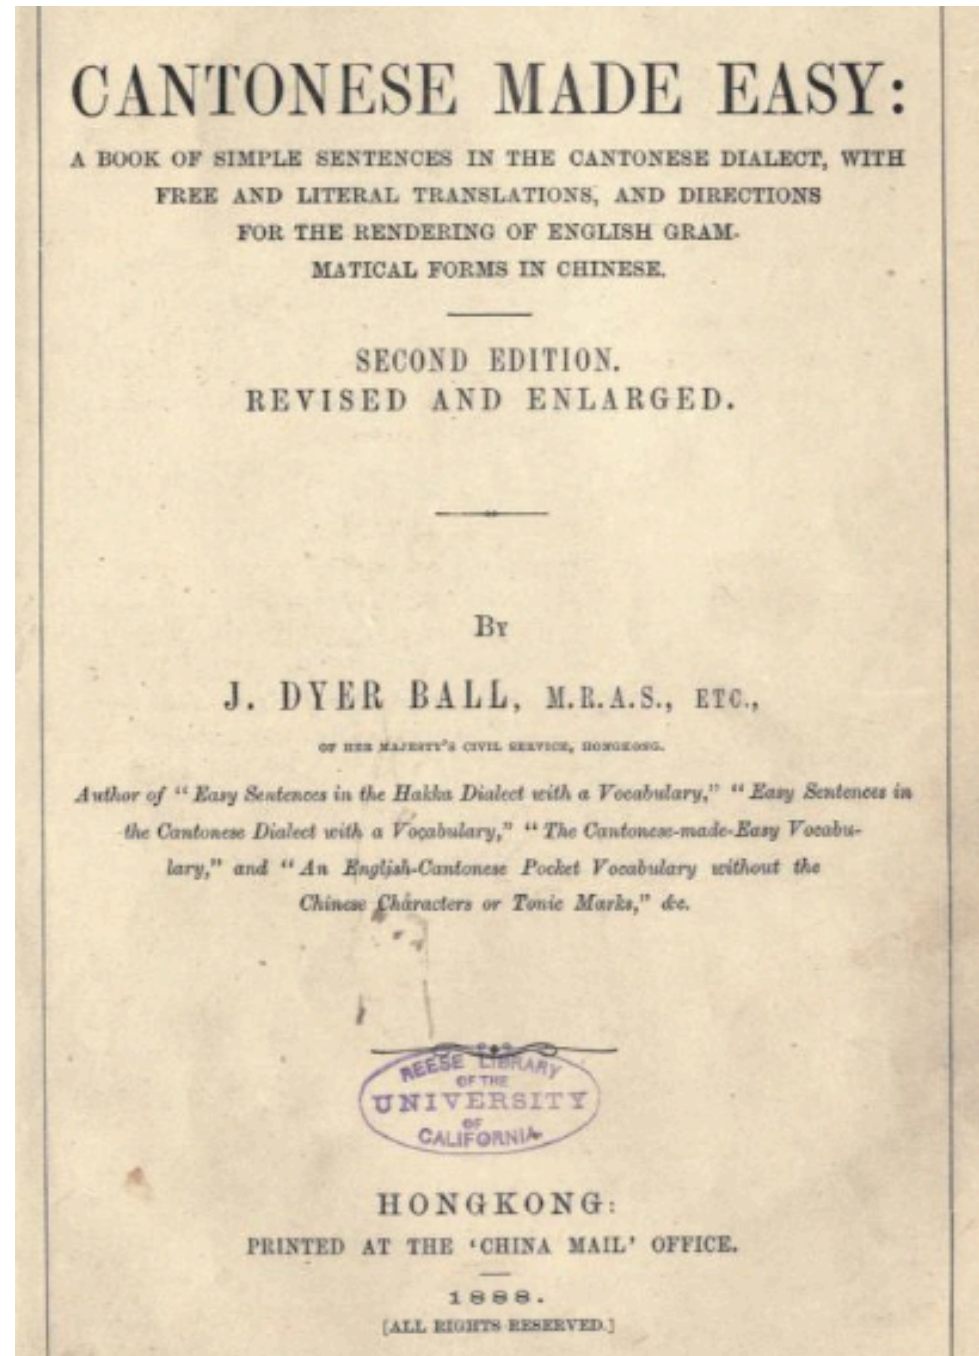 CANTONESE MADE EASY:
A BOOK OF SIMPLE SENTENCES IN THE CANTONESE DIALECT, WITH
FREE AND LITERAL TRANSLATIONS, AND DIRECTIONS
FOR THE RENDERING OF ENGLISH GRAM-
MATICAL FORMS IN CHINESE.
SECOND EDITION.
REVISED AND ENLARGED.
BY
J. DYER BALL, M.R.A.S., ETC.,
OF HER MAJESTY'S CIVIL SERVICE, HONGKONG.
Author of "Easy Sentences in the Hakka Dialect with a Vocabulary," "Easy Sentences in
the Cantonese Dialect with a Vocabulary," "The Cantonese-made-Easy Vocabu-
lary," and "An English-Cantonese Pocket Vocabulary without the
Chinese Characters or Tonic Marks," &c.
REESE LIBRARY
OF THE
UNIVERSITY
OF
CALIFORNIA
HONGKONG:
PRINTED AT THE 'CHINA MAIL' OFFICE.
1888.
[ALL RIGHTS RESERVED.]